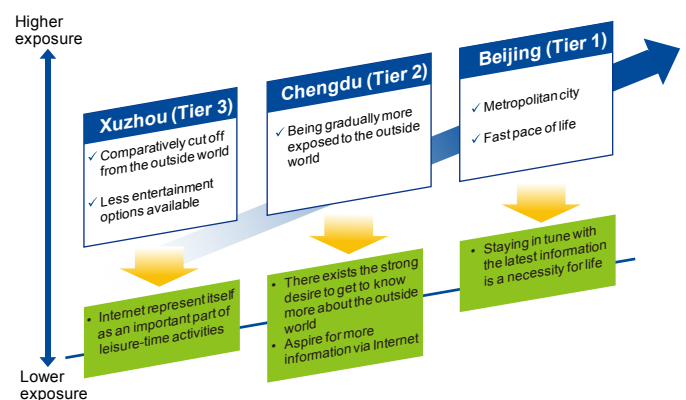 Higher
exposure
Xuzhou (Tier 3)
✓ Comparatively cut off
from the outside world
✓ Less entertainment
options available
Chengdu (Tier 2)
✓ Being gradually more
exposed to the outside
world
Beijing (Tier 1)
✓ Metropolitan city
✓ Fast pace of life
• Internet represent itself
as an important part of
leisure-time activities
• There exists the strong
desire to get to know
more about the outside
world
• Aspire for more
information via Internet
• Staying in tune with
the latest information
is a necessity for life
Lower
exposure